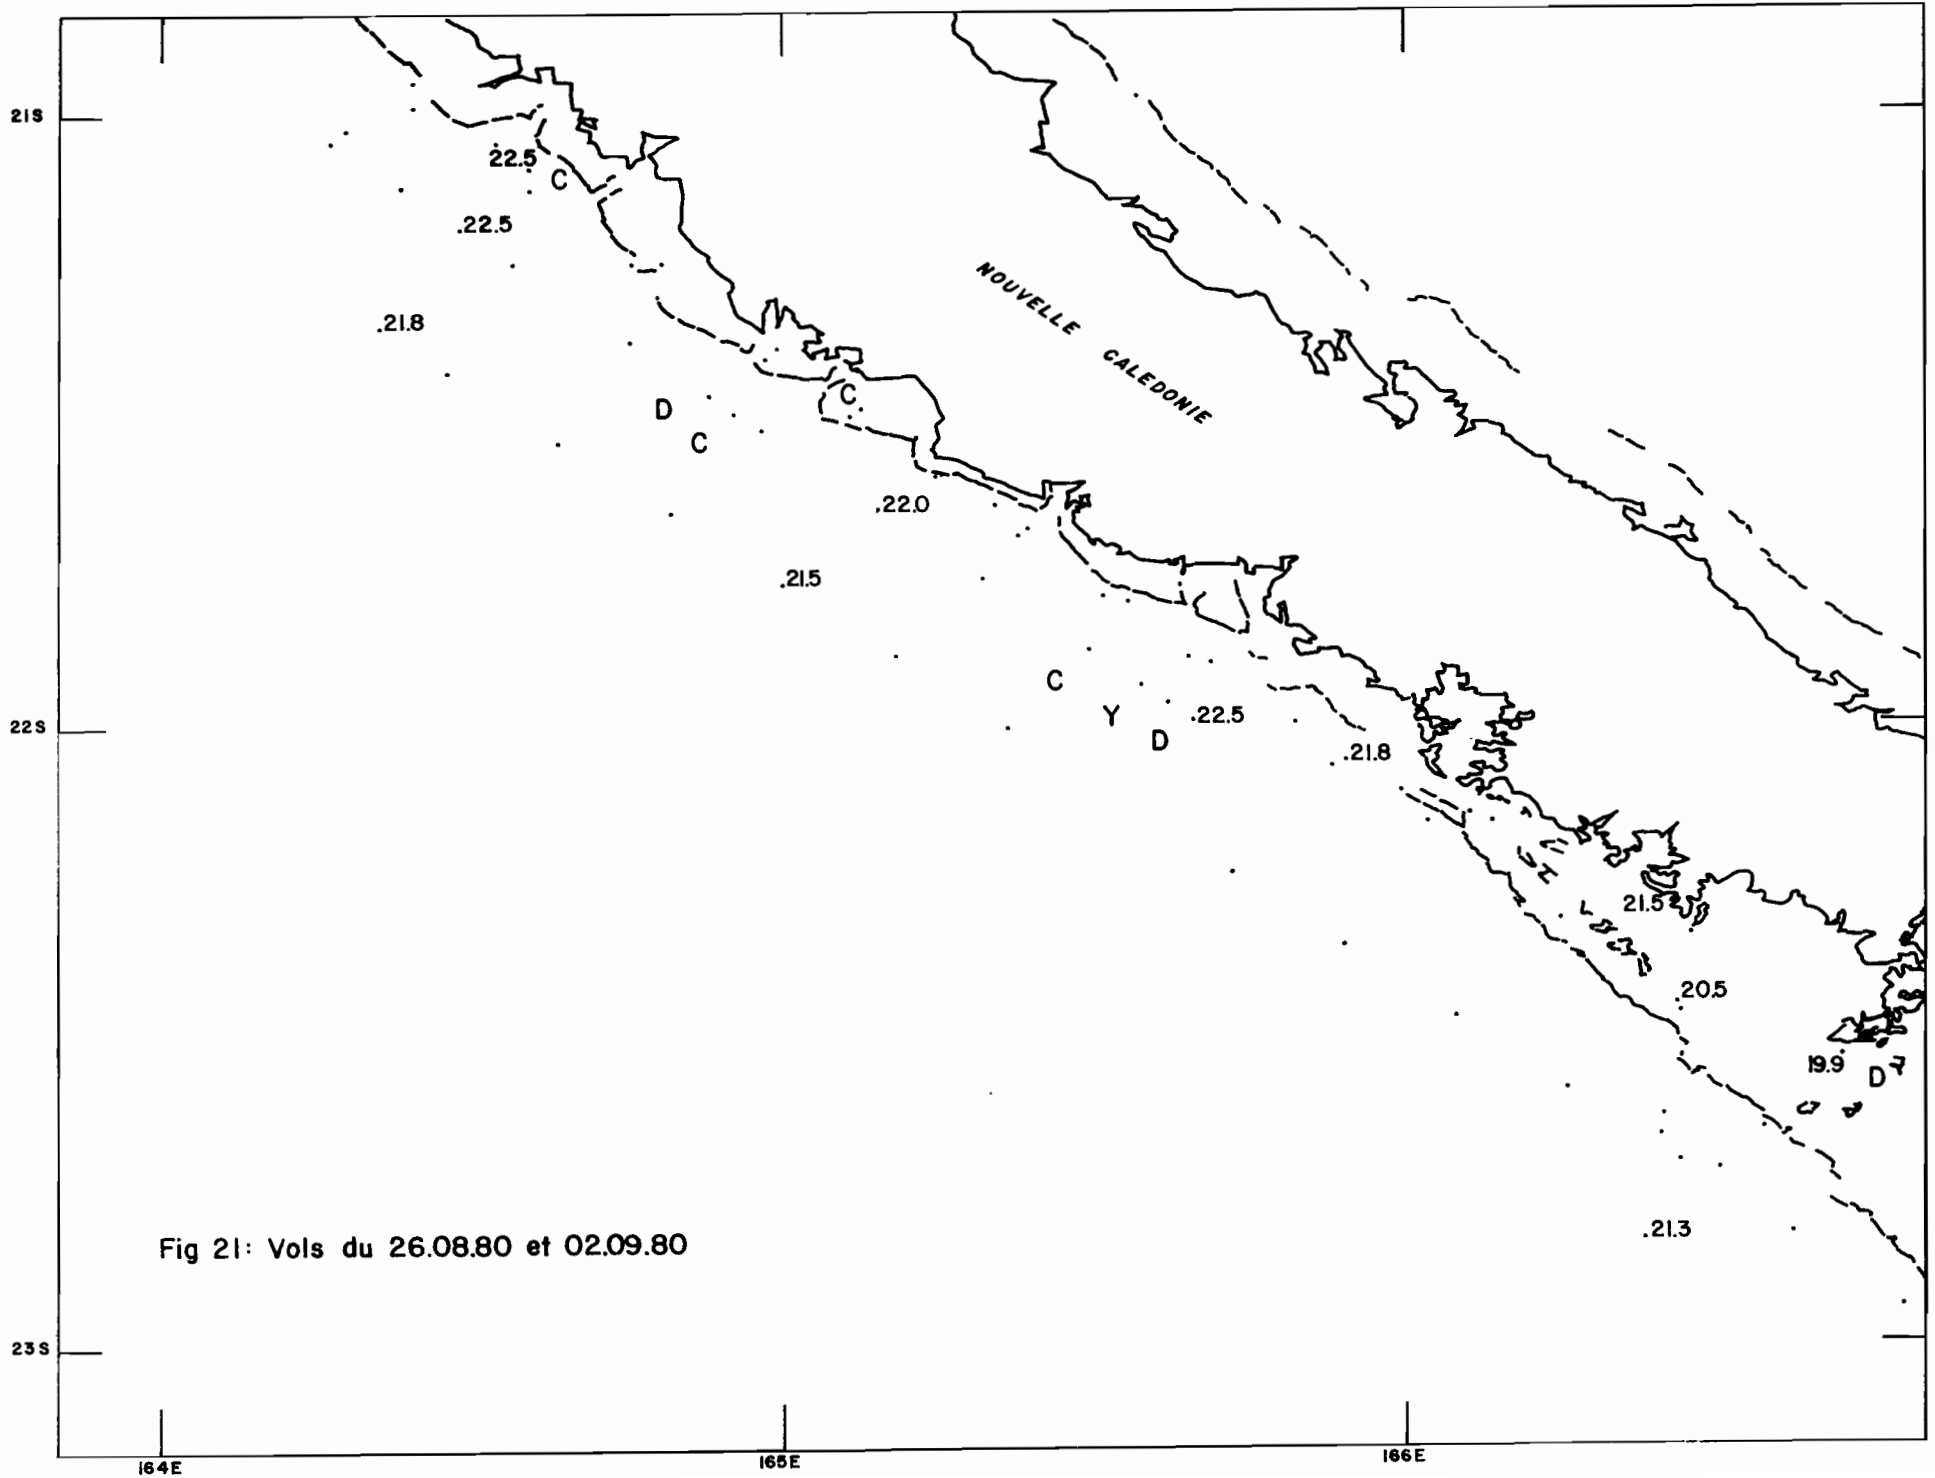 21S
22.5
C
.22.5
NOUVELLE CALEDONIE
.21.8
C
D
C
.22.0
.21.5
C
Y
.22.5
22S
D
.21.8
21.5
20.5
19.9
D
.21.3
Fig 21: Vols du 26.08.80 et 02.09.80
23S
164E
165E
166E